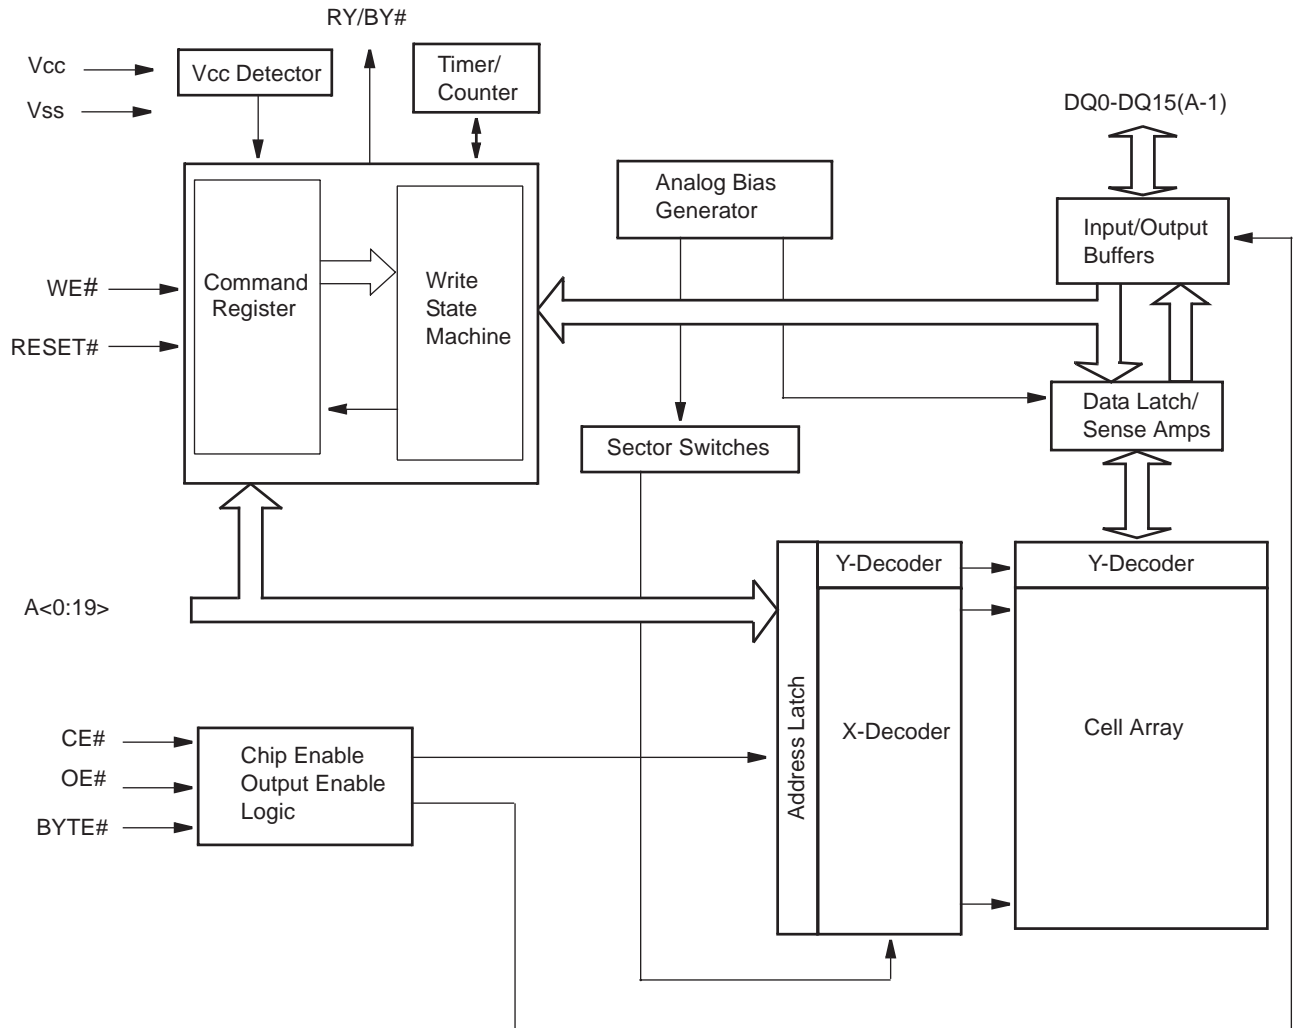 RY/BY#
Vcc
Vss
Vcc Detector
Timer/
Counter
DQ0-DQ15(A-1)
Analog Bias
Generator
Input/Output
Buffers
WE#
RESET#
Command
Register
Write
State
Machine
Data Latch/
Sense Amps
Sector Switches
Y-Decoder
Y-Decoder
A<0:19>
Address Latch
X-Decoder
Cell Array
CE#
OE#
BYTE#
Chip Enable
Output Enable
Logic